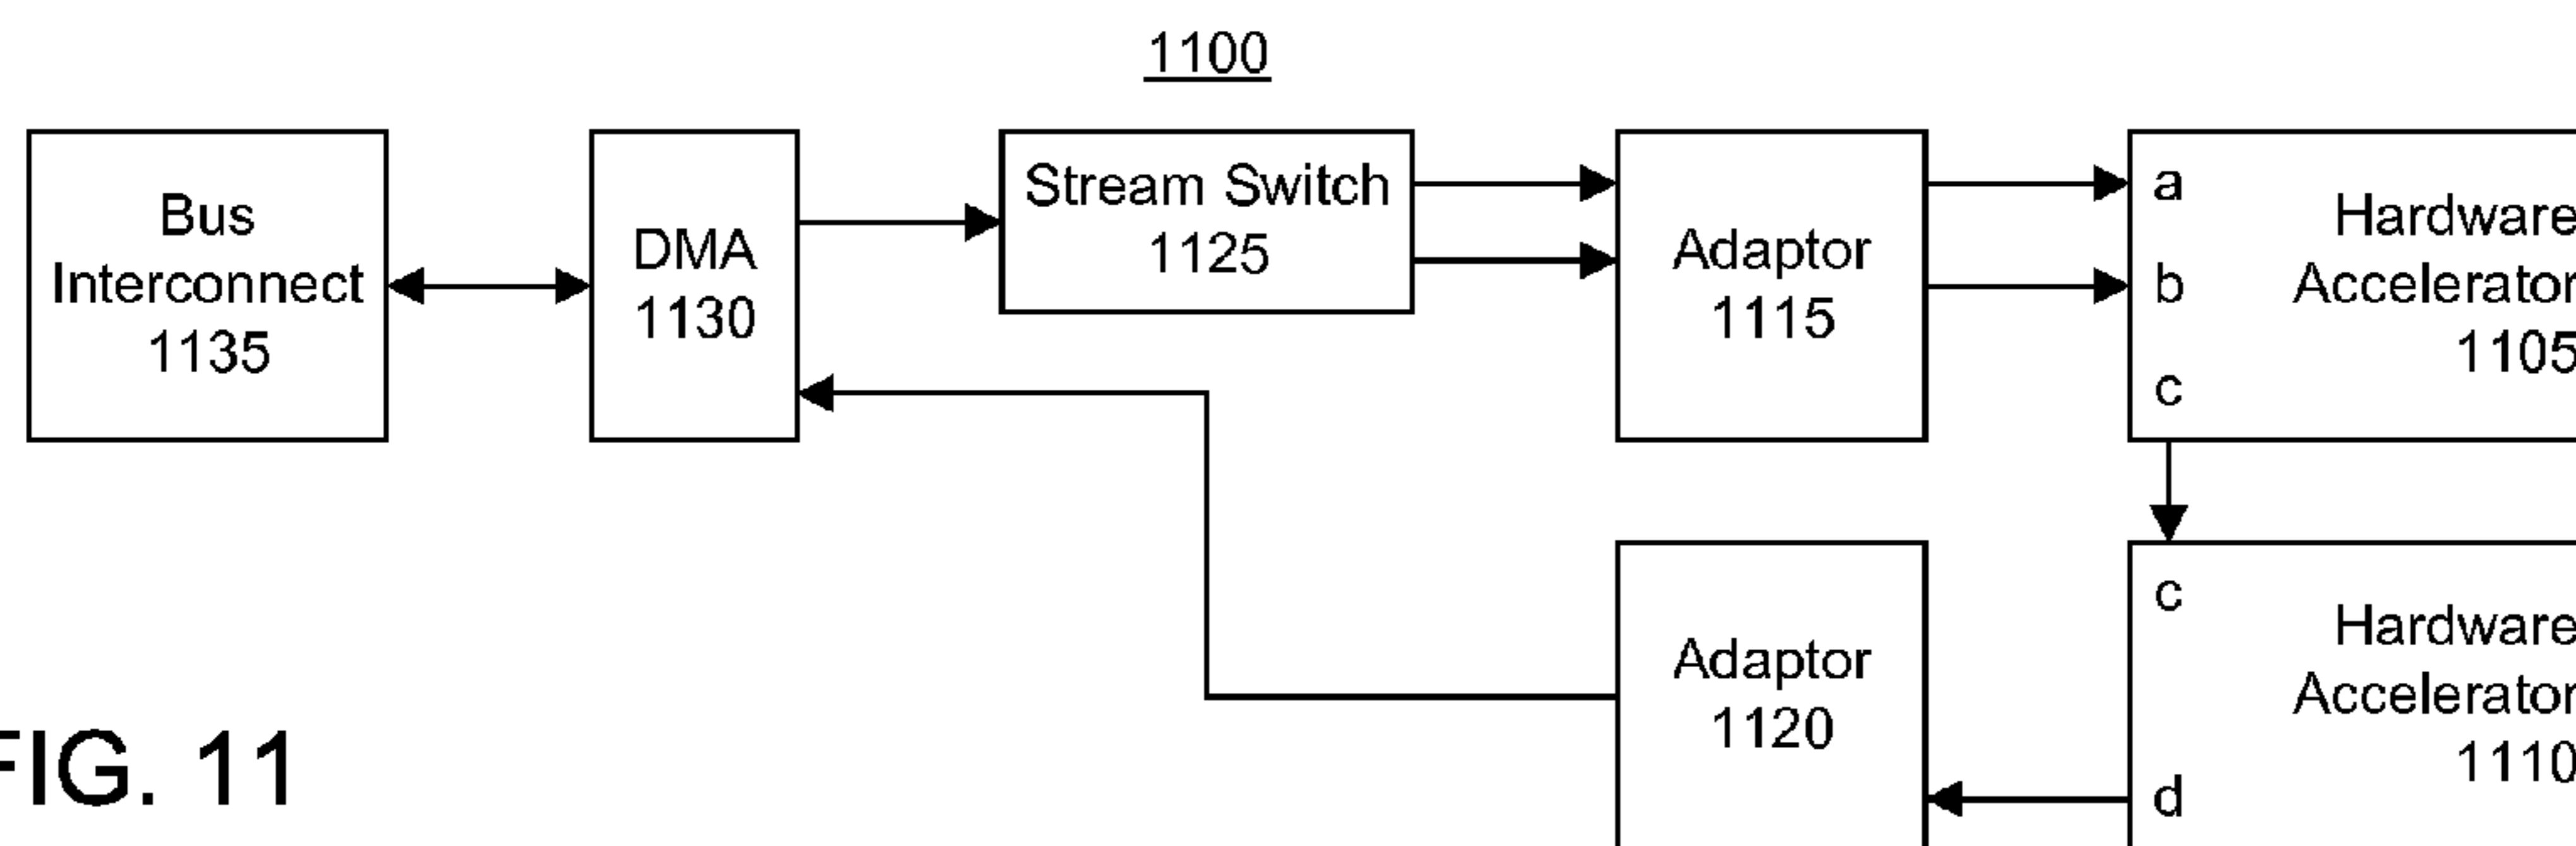 1100
Bus
Interconnect
1135
DMA
1130
Stream Switch
1125
Adaptor
1115
a
b
c
Hardware
Accelerator
1105
Adaptor
1120
c
d
Hardware
Accelerator
1110
FIG. 11